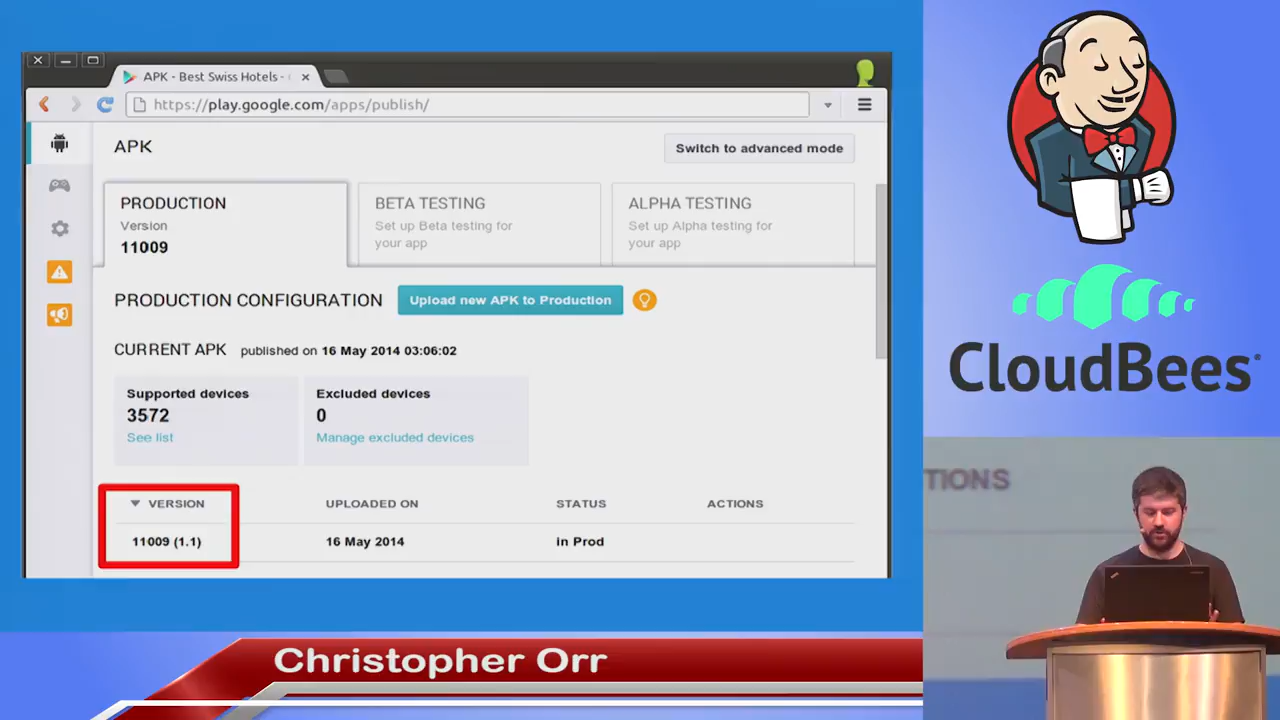 APK - Best Swiss Hotels -
https://play.google.com/apps/publish/
APK
Switch to advanced mode
PRODUCTION
Version
11009
BETA TESTING
Set up Beta testing for
your app
ALPHA TESTING
Set up Alpha testing for
your app
PRODUCTION CONFIGURATION
Upload new APK to Production
CURRENT APK published on 16 May 2014 03:06:02
Supported devices
3572
See list
Excluded devices
0
Manage excluded devices
VERSION UPLOADED ON STATUS ACTIONS
11009 (1.1) 16 May 2014 in Prod
CloudBees
TIONS
Christopher Orr